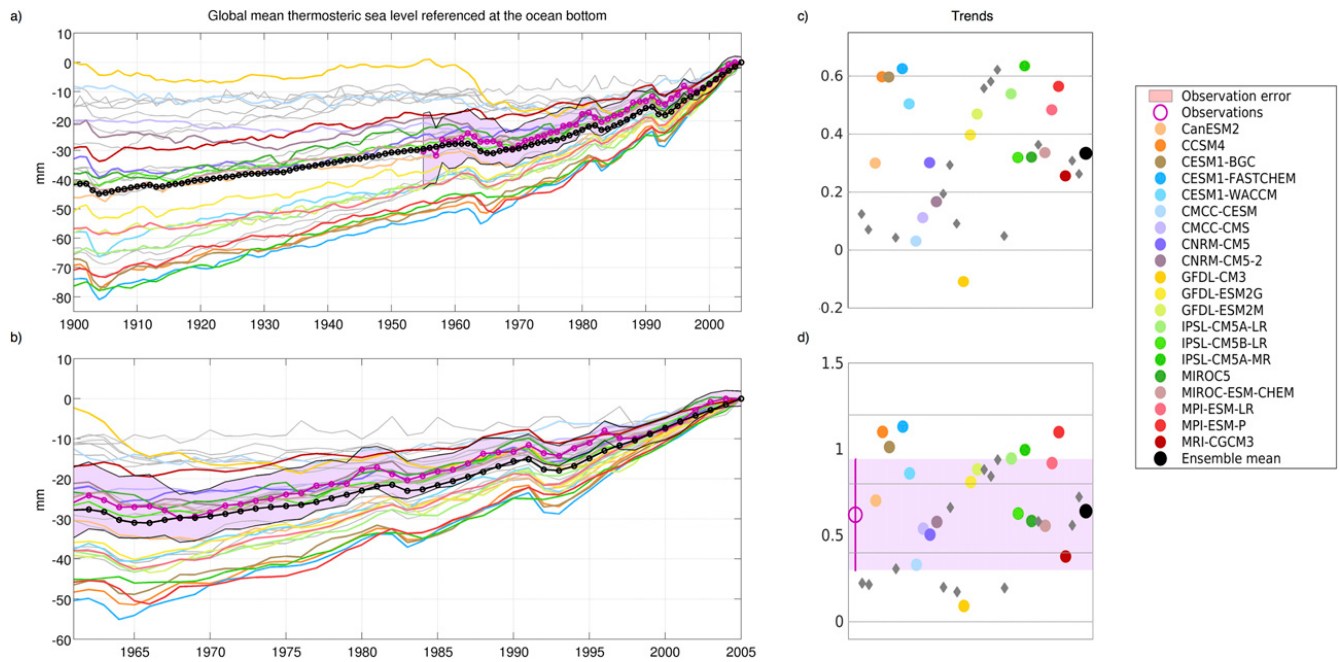 a) Global mean thermosteric sea level referenced at the ocean bottom
10
0
-10
-20
-30
-40
-50
-60
-70
-80
mm
1900 1910 1920 1930 1940 1950 1960 1970 1980 1990 2000
b)
10
0
-10
-20
-30
-40
-50
-60
mm
1965 1970 1975 1980 1985 1990 1995 2000 2005
c) Trends
0.6
0.4
0.2
0
0.2
d)
1.5
1
0.5
0
Observation error
Observations
CanESM2
CCSM4
CESM1-BGC
CESM1-FASTCHEM
CESM1-WACCM
CMCC-CESM
CMCC-CMS
CNRM-CM5
CNRM-CM5-2
GFDL-CM3
GFDL-ESM2G
GFDL-ESM2M
IPSL-CM5A-LR
IPSL-CM5B-LR
IPSL-CM5A-MR
MIROC5
MIROC-ESM-CHEM
MPI-ESM-LR
MPI-ESM-P
MRI-CGCM3
Ensemble mean